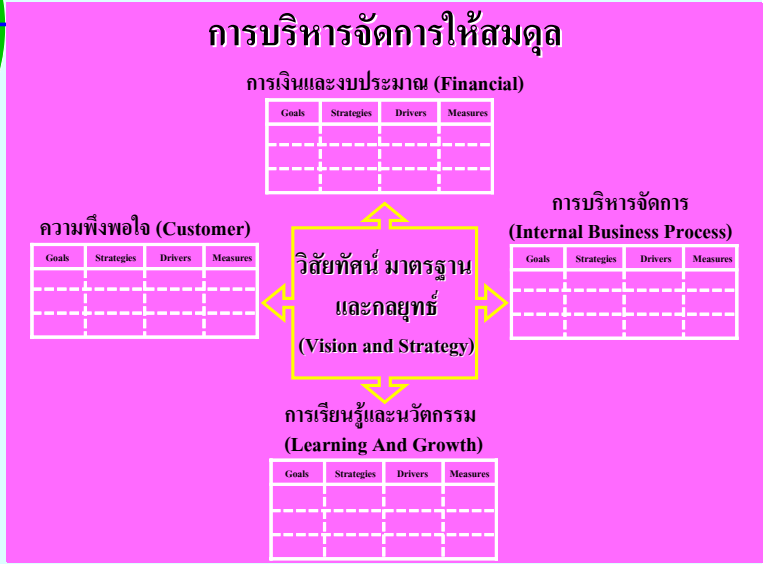 การบริหารจัดการให้สมดุล
การเงินและงบประมาณ (Financial)
Goals Strategies Drivers Measures
ความพึงพอใจ (Customer)
Goals Strategies Drivers Measures
วิสัยทัศน์ มาตรฐาน
และกลยุทธ์
(Vision and Strategy)
การบริหารจัดการ
(Internal Business Process)
Goals Strategies Drivers Measures
การเรียนรู้และนวัตกรรม
(Learning And Growth)
Goals Strategies Drivers Measures